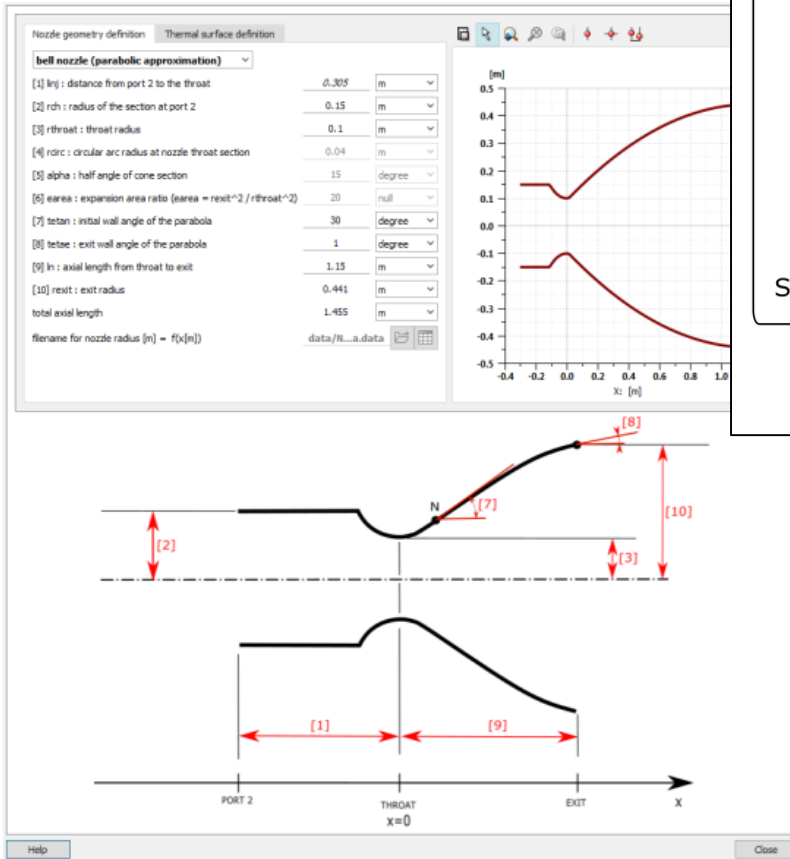 Nozzle geometry definition Thermal surface definition
bell nozzle (parabolic approximation)
[1] linj : distance from port 2 to the throat 0.305 m
[2] rch : radius of the section at port 2 0.15 m
[3] rthroat : throat radius 0.1 m
[4] rcirc : circular arc radius at nozzle throat section 0.04 m
[5] alpha : half angle of cone section 15 degree
[6] earea : expansion area ratio (earea = rexit^2 / rthroat^2) 20 null
[7] tetan : initial wall angle of the parabola 30 degree
[8] tetae : exit wall angle of the parabola 1 degree
[9] ln : axial length from throat to exit 1.15 m
[10] rexit : exit radius 0.441 m
total axial length 1.455 m
filename for nozzle radius [m] = f(x[m]) data/N...a.data
[m]
0.5
0.4
0.3
0.2
0.1
0.0
-0.1
-0.2
-0.3
-0.4
-0.5
-0.4 -0.2 0.0 0.2 0.4 0.6 0.8 1.0
X: [m]
S
[8]
N
[7]
[10]
[2]
[3]
[1]
[9]
PORT 2
THROAT
EXIT
X
x=0
Help
Close